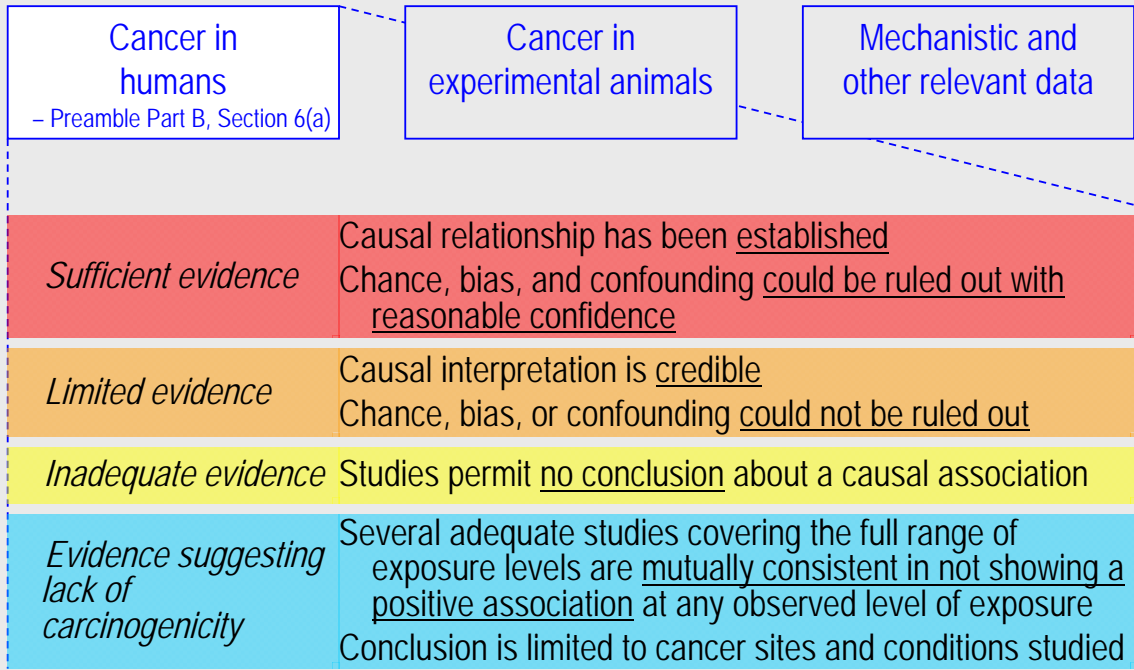 Cancer in
humans
– Preamble Part B, Section 6(a)
Cancer in
experimental animals
Mechanistic and
other relevant data
Sufficient evidence
Causal relationship has been established
Chance, bias, and confounding could be ruled out with
reasonable confidence
Limited evidence
Causal interpretation is credible
Chance, bias, or confounding could not be ruled out
Inadequate evidence
Studies permit no conclusion about a causal association
Evidence suggesting
lack of
carcinogenicity
Several adequate studies covering the full range of
exposure levels are mutually consistent in not showing a
positive association at any observed level of exposure
Conclusion is limited to cancer sites and conditions studied